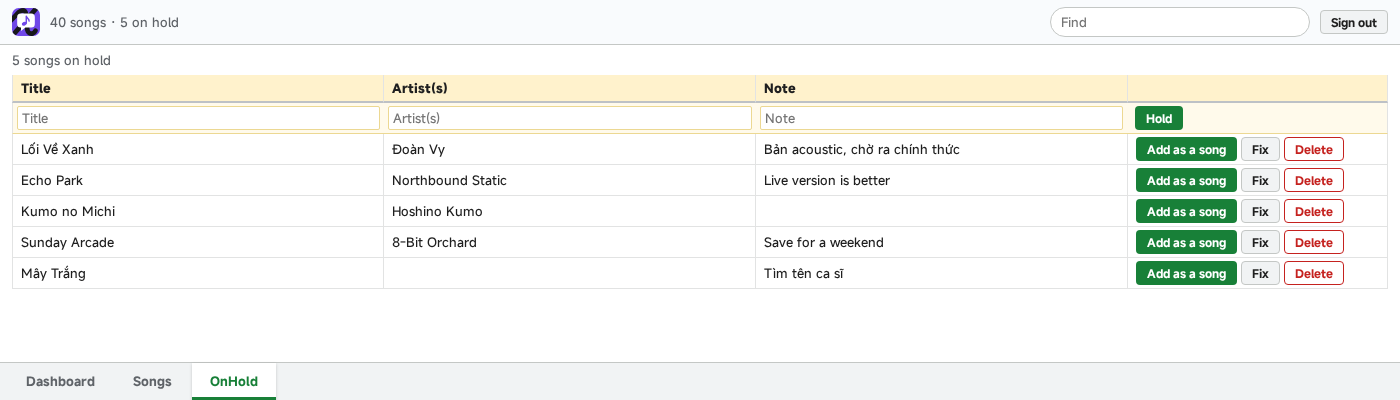 40 songs · 5 on hold Find Sign out
5 songs on hold
Title Artist(s) Note
Title Artist(s) Note Hold
Lối Về Xanh Đoàn Vy Bản acoustic, chờ ra chính thức Add as a song Fix Delete
Echo Park Northbound Static Live version is better Add as a song Fix Delete
Kumo no Michi Hoshino Kumo Add as a song Fix Delete
Sunday Arcade 8-Bit Orchard Save for a weekend Add as a song Fix Delete
Mây Trắng Tìm tên ca sĩ Add as a song Fix Delete
Dashboard Songs OnHold